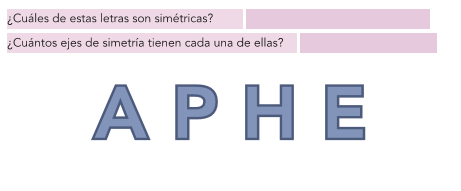 ¿Cuáles de estas letras son simétricas?
¿Cuántos ejes de simetría tienen cada una de ellas?
A P H E